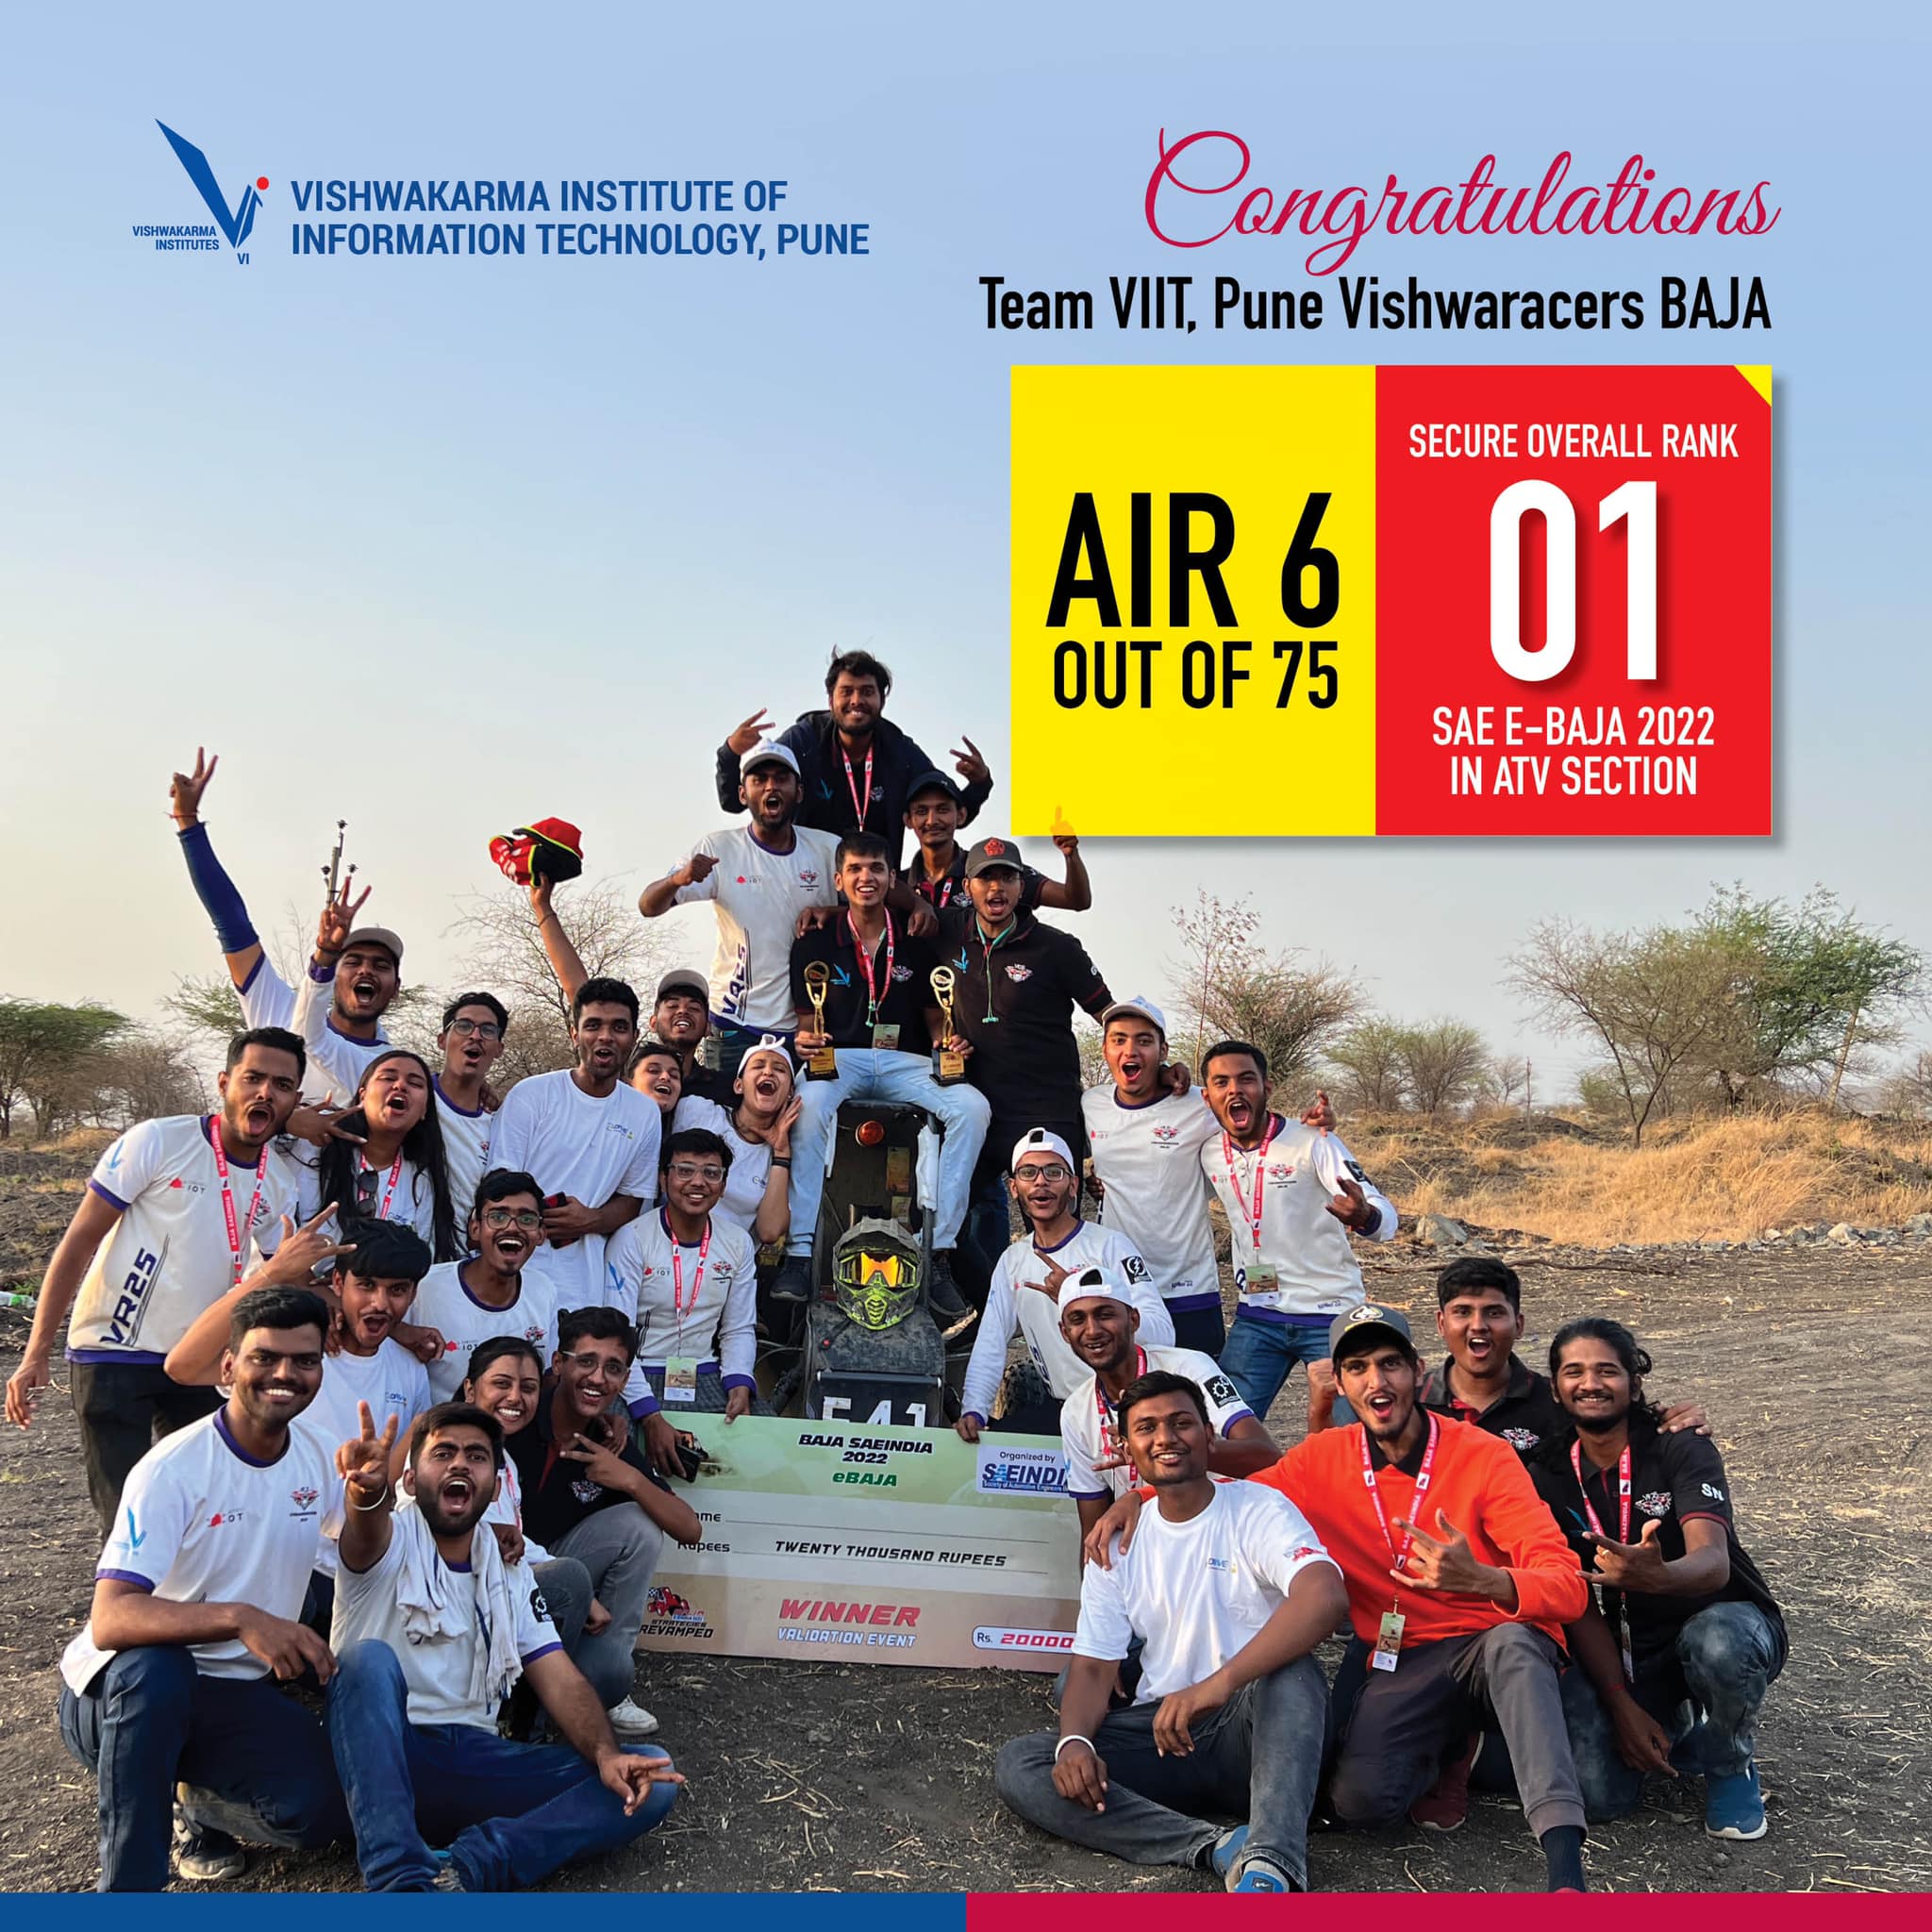 VISHWAKARMA INSTITUTES
VI
VISHWAKARMA INSTITUTE OF
INFORMATION TECHNOLOGY, PUNE
Congratulations
Team VIIT, Pune Vishwaracers BAJA
AIR 6
OUT OF 75
SECURE OVERALL RANK
01
SAE E-BAJA 2022
IN ATV SECTION
VR25
BAJA SAEINDIA
2022
eBAJA
Organized by
SAEINDI
Rupees
TWENTY THOUSAND RUPEES
STRATEGIES
REVAMPED
WINNER
VALIDATION EVENT
Rs. 20000